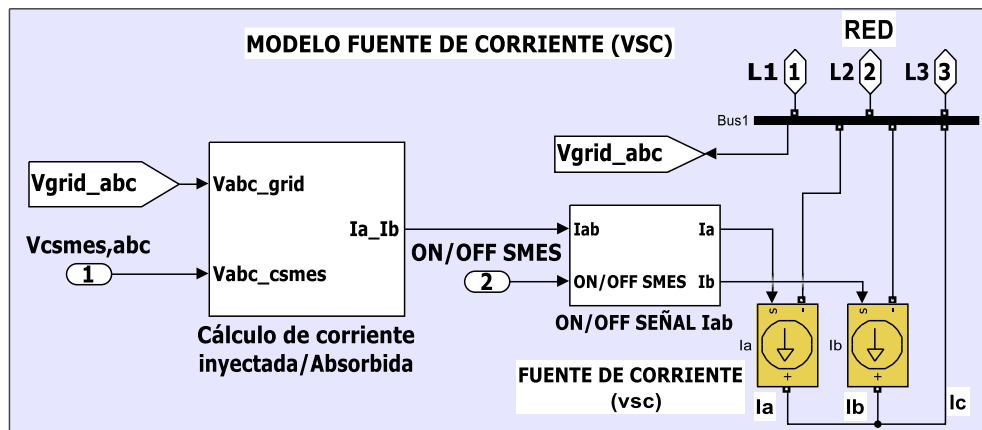 MODELO FUENTE DE CORRIENTE (VSC)
RED
L1 1 L2 2 L3 3
Bus1
Vgrid_abc
Vgrid_abc
Vabc_grid
Ia_Ib
Vcsmes,abc
1
Vabc_csmes
ON/OFF SMES
2
Iab
Ia
ON/OFF SMES
Ib
Cálculo de corriente
inyectada/Absorbida
ON/OFF SEÑAL Iab
s - s -
Ia Ib
+ +
FUENTE DE CORRIENTE
(vsc)
Ia Ib Ic